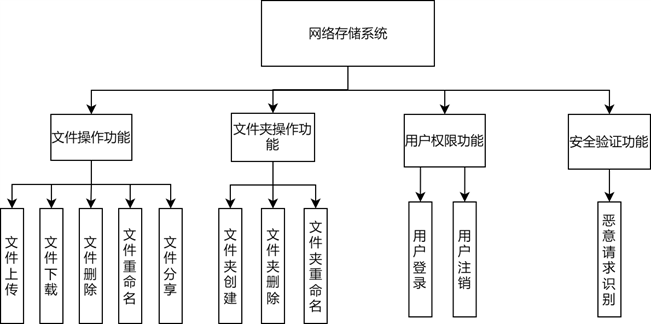 网络存储系统
文件操作功能
文件夹操作功
能
用户权限功能
安全验证功能
文件上传
文件下载
文件删除
文件重命名
文件分享
文件夹创建
文件夹删除
文件夹重命名
用户登录
用户注销
恶意请求识别